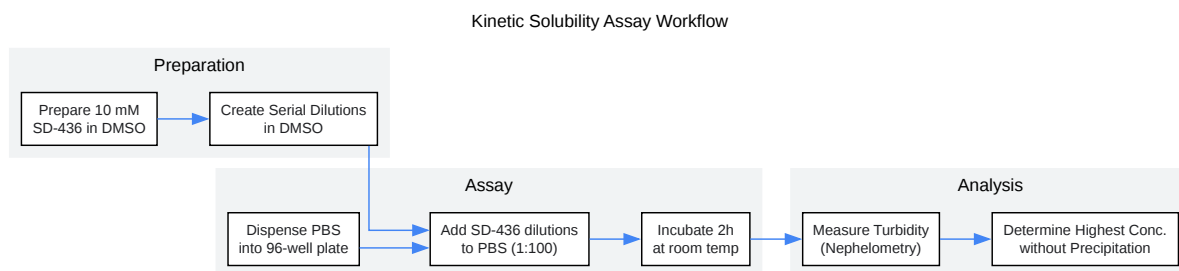 Kinetic Solubility Assay Workflow
Preparation
Prepare 10 mM
SD-436 in DMSO
Create Serial Dilutions
in DMSO
Assay
Dispense PBS
into 96-well plate
Add SD-436 dilutions
to PBS (1:100)
Incubate 2h
at room temp
Analysis
Measure Turbidity
(Nephelometry)
Determine Highest Conc.
without Precipitation